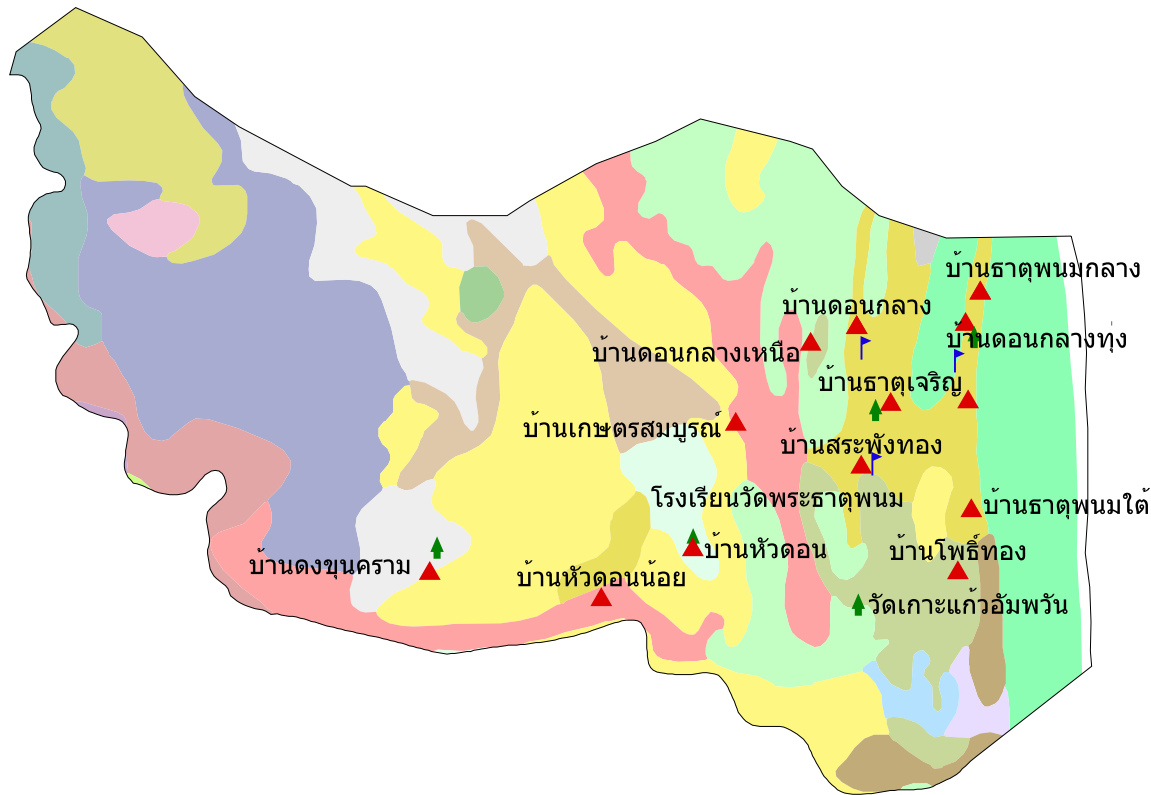 บ้านธาตุพนมกลาง
บ้านดอนกลาง
บ้านดอนกลางทุ่ง
บ้านดอนกลางเหนือ
บ้านธาตุเจริญ
บ้านเกษตรสมบูรณ์
บ้านสระพังทอง
โรงเรียนวัดพระธาตุพนม
บ้านธาตุพนมใต้
บ้านหัวดอน
บ้านโพธิ์ทอง
บ้านดงขุนคราม
บ้านหัวดอนน้อย
วัดเกาะแก้วอัมพวัน